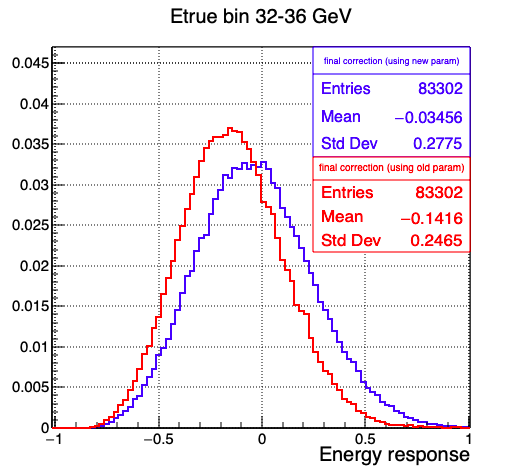 Etrue bin 32-36 GeV
0.045
0.04
0.035
0.03
0.025
0.02
0.015
0.01
0.005
0
final correction (using new param)
Entries 83302
Mean −0.03456
Std Dev 0.2775
final correction (using old param)
Entries 83302
Mean −0.1416
Std Dev 0.2465
−1 −0.5 0 0.5 1
Energy response